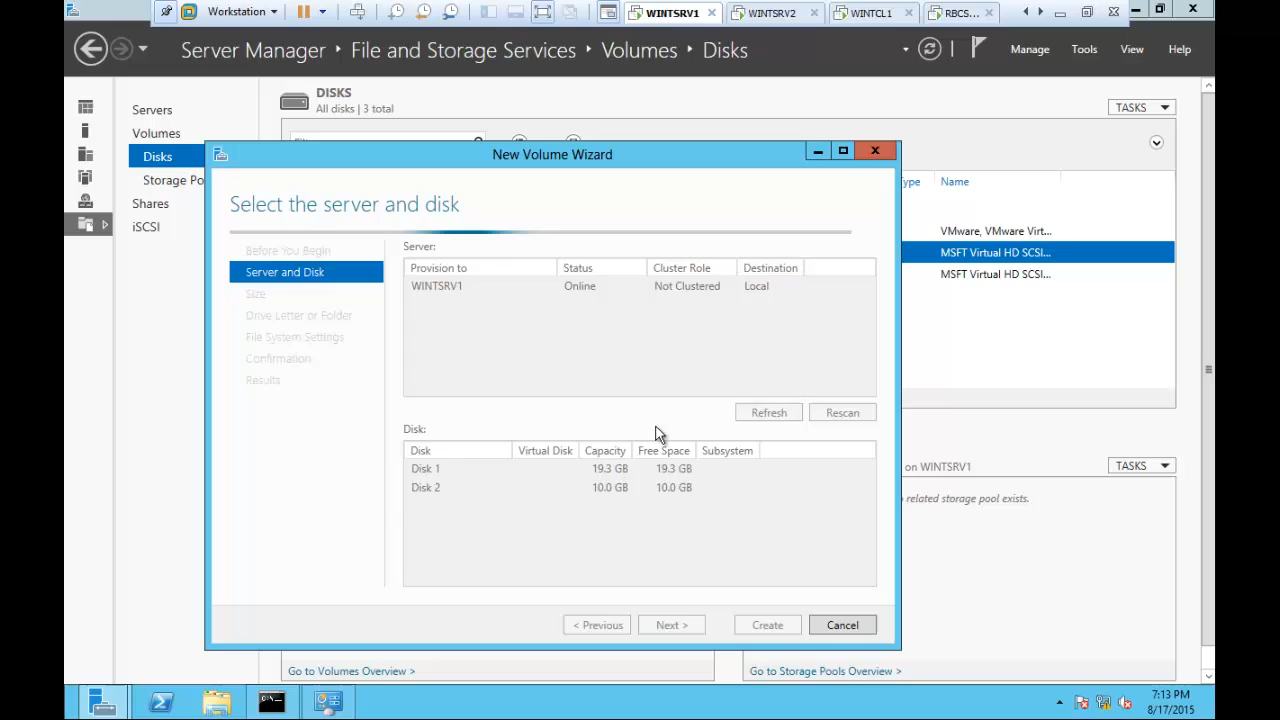 Workstation
WINTSRV1
WINTSRV2
WINTCL1
RBCS...
Server Manager
File and Storage Services
Volumes
Disks
Manage
Tools
View
Help
Servers
Volumes
Disks
Shares
iSCSI
DISKS
All disks | 3 total
TASKS
Name
VMware, VMware Virt...
MSFT Virtual HD SCSI...
MSFT Virtual HD SCSI...
New Volume Wizard
Select the server and disk
Before You Begin
Server and Disk
Size
Drive Letter or Folder
File System Settings
Confirmation
Results
Server:
Provision to Status Cluster Role Destination
WINTSRV1 Online Not Clustered Local
Refresh
Rescan
Disk:
Disk Virtual Disk Capacity Free Space Subsystem
Disk 1 19.3 GB 19.3 GB
Disk 2 10.0 GB 10.0 GB
< Previous
Next >
Create
Cancel
on WINTSRV1
TASKS
related storage pool exists.
Go to Volumes Overview >
Go to Storage Pools Overview >
7:13 PM
8/17/2015